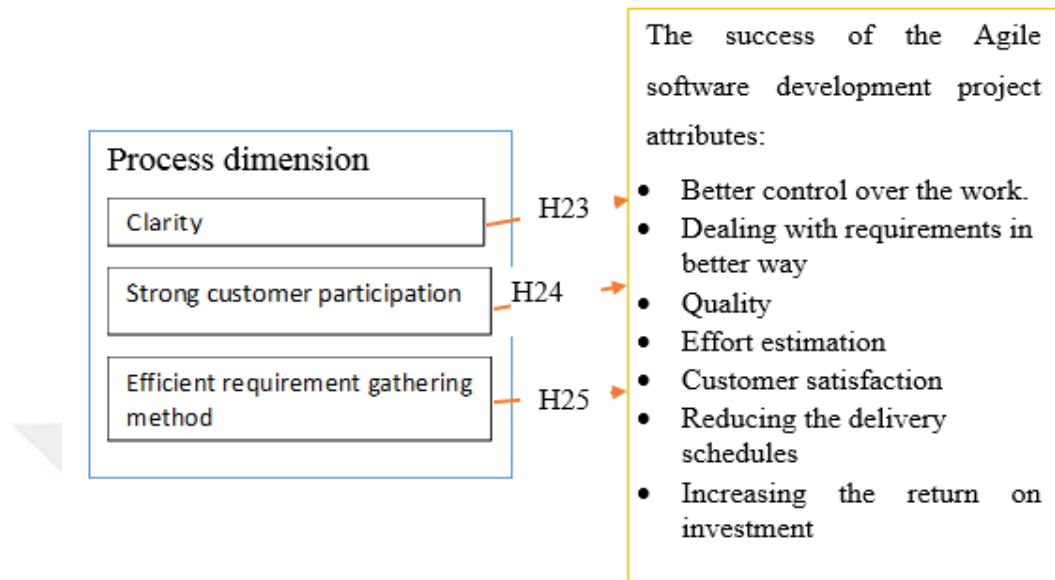 Process dimension
Clarity
Strong customer participation
Efficient requirement gathering
method
H23
H24
H25
The success of the Agile
software development project
attributes:
• Better control over the work.
• Dealing with requirements in
better way
• Quality
• Effort estimation
• Customer satisfaction
• Reducing the delivery
schedules
• Increasing the return on
investment